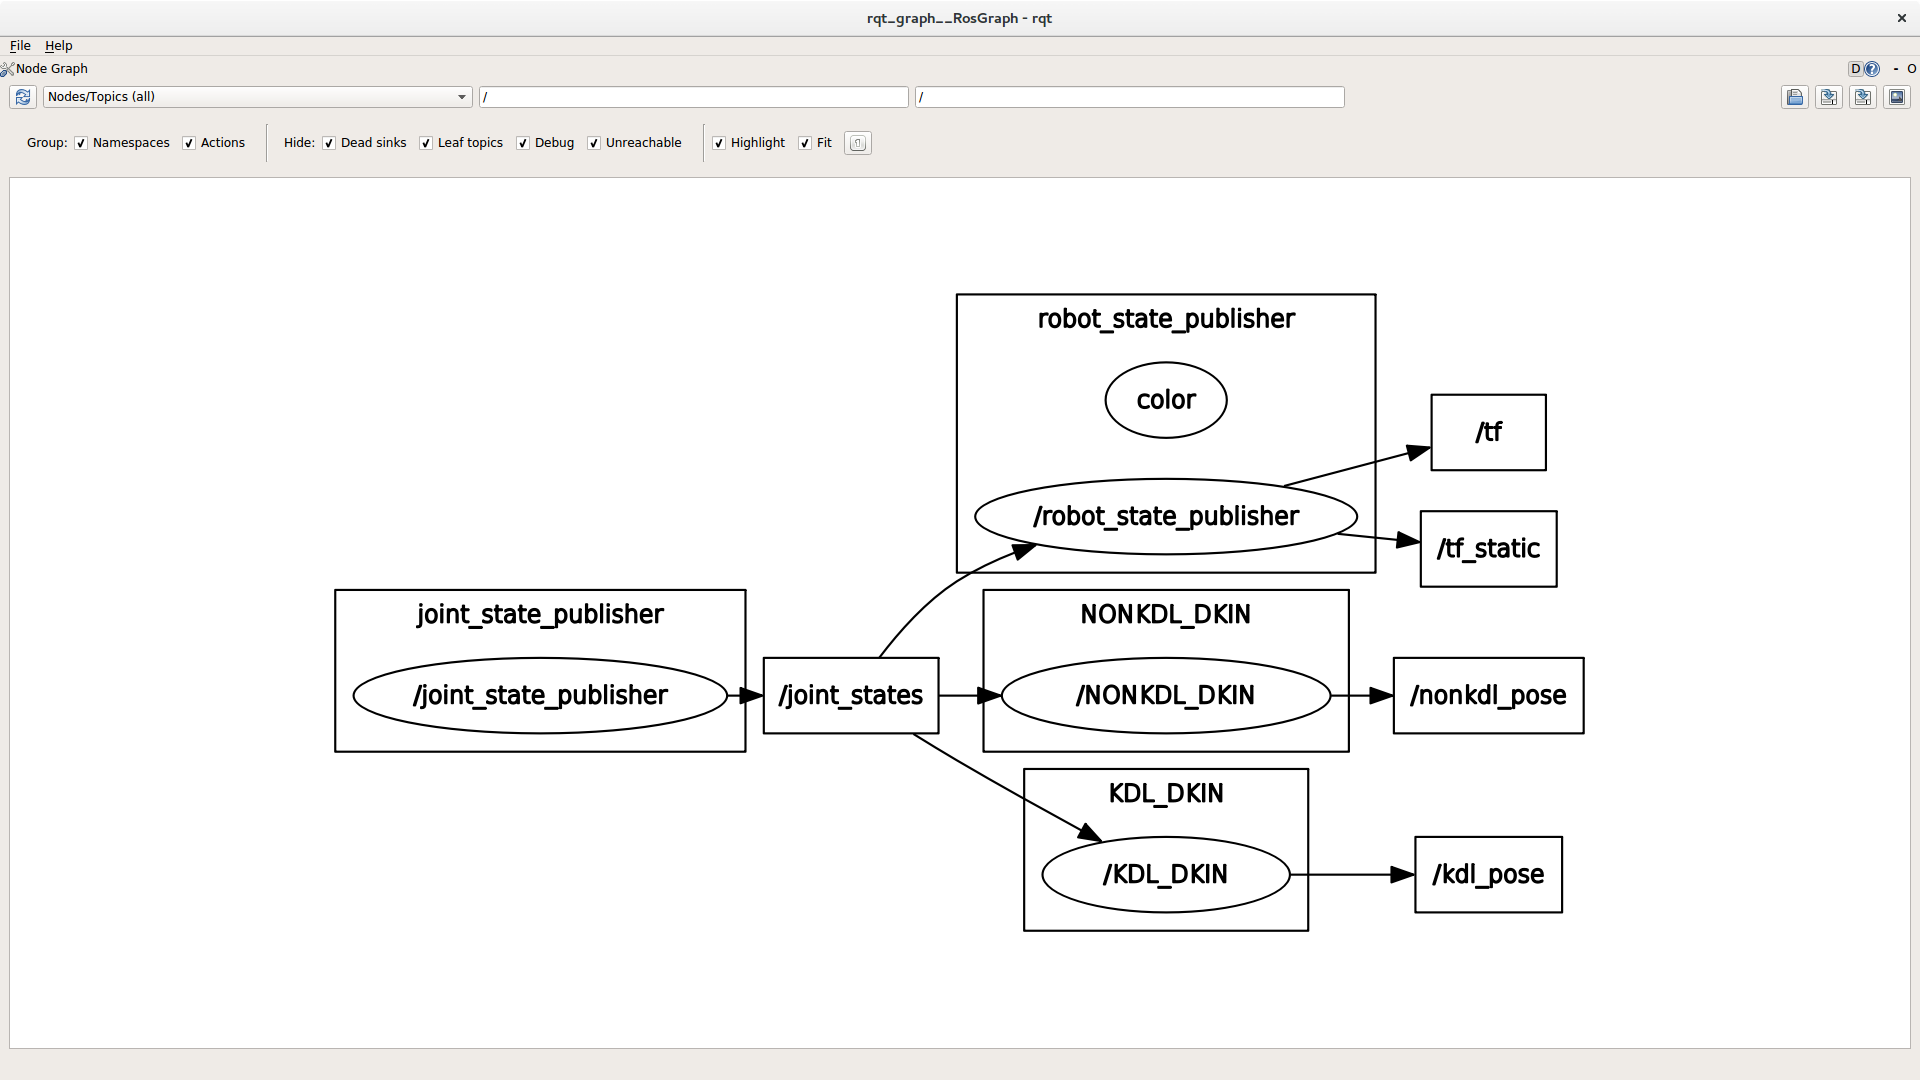 rqt_graph__RosGraph - rqt
File Help
Node Graph
D ? - O
Nodes/Topics (all) / /
Group: Namespaces Actions Hide: Dead sinks Leaf topics Debug Unreachable Highlight Fit
robot_state_publisher
color
/robot_state_publisher
/tf
/tf_static
joint_state_publisher
/joint_state_publisher
/joint_states
NONKDL_DKIN
/NONKDL_DKIN
/nonkdl_pose
KDL_DKIN
/KDL_DKIN
/kdl_pose